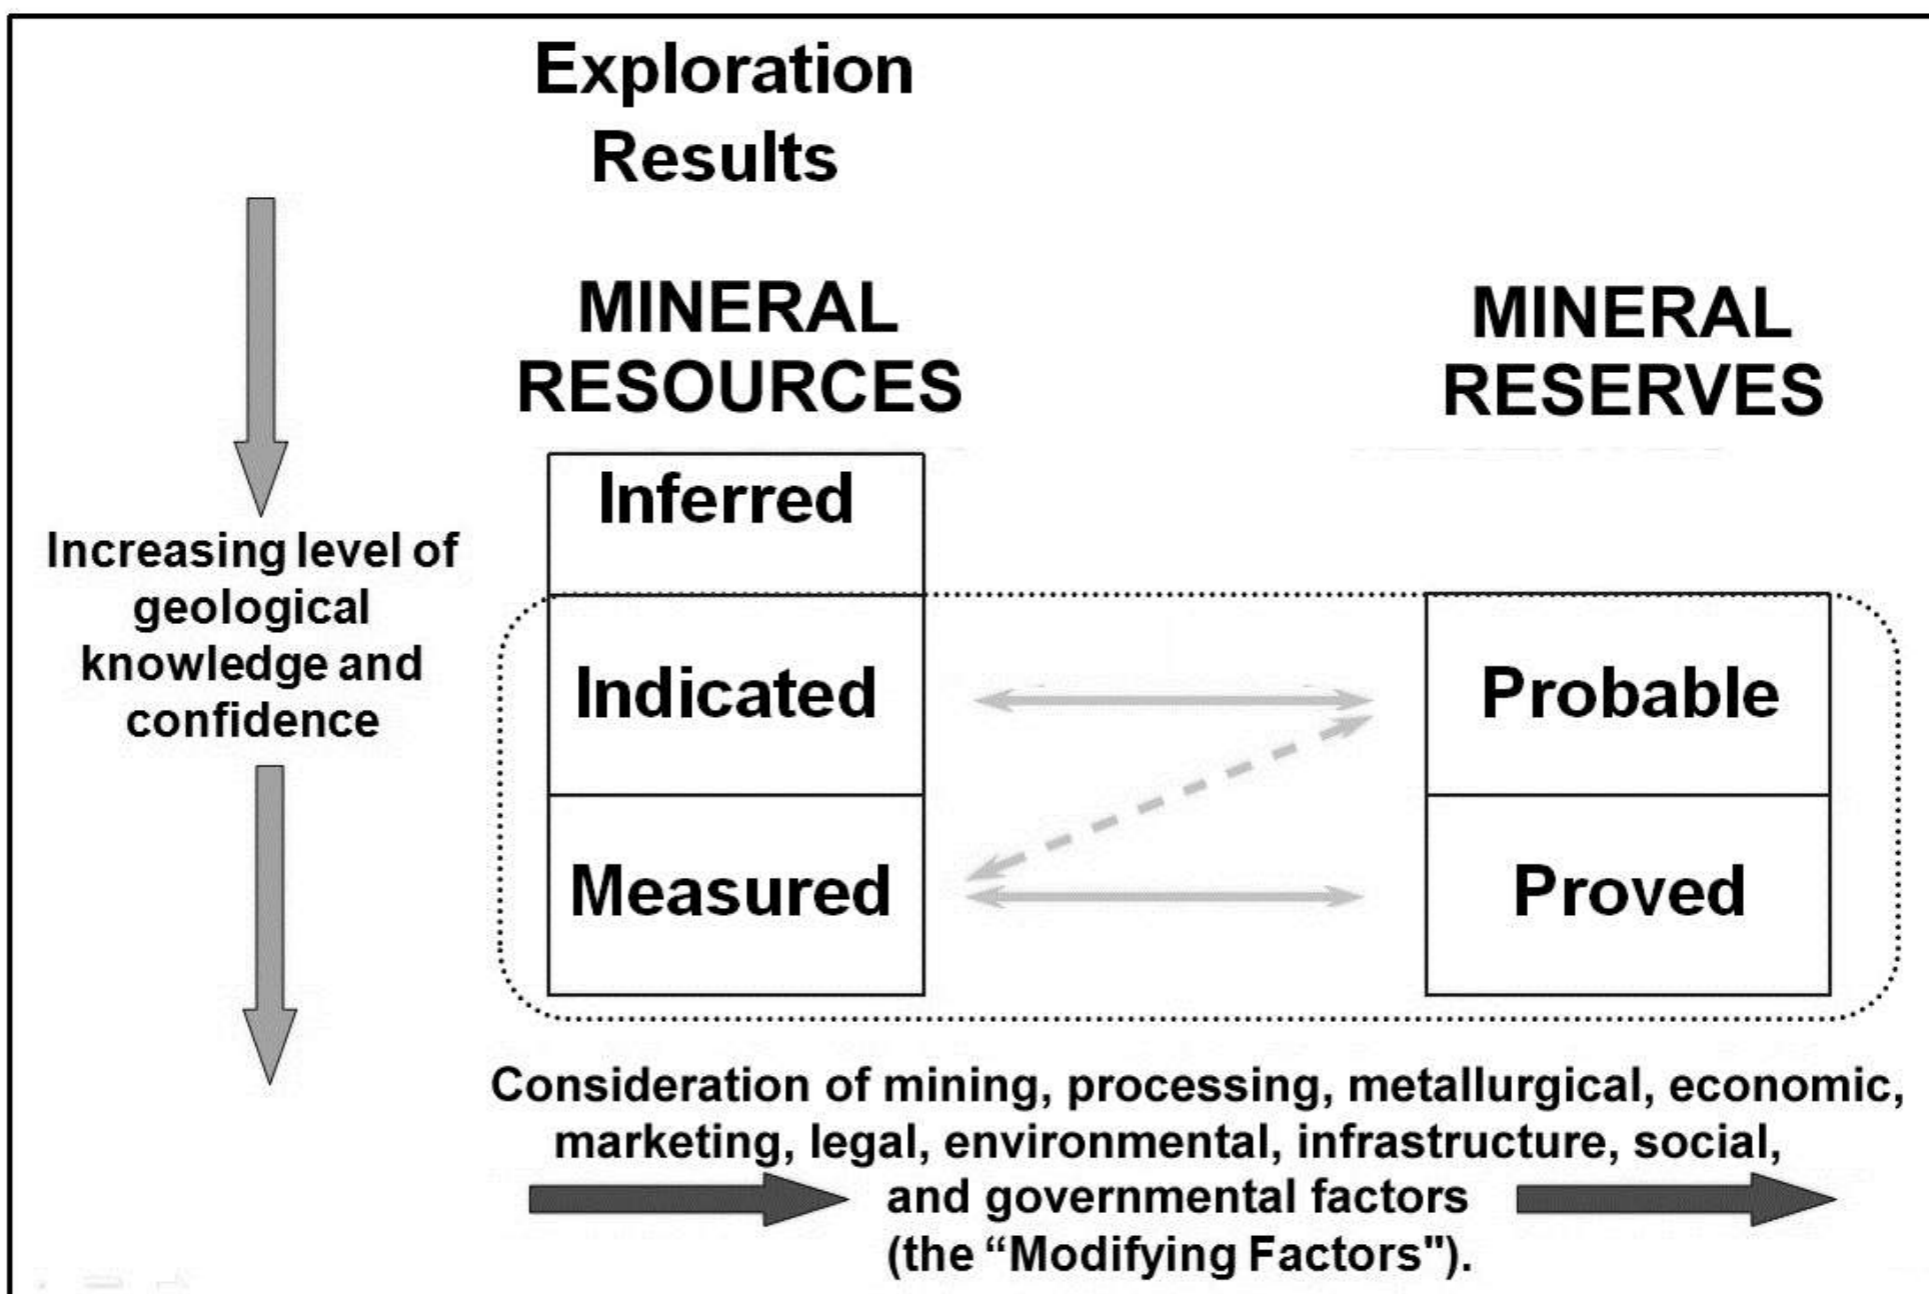 Exploration
Results
MINERAL
RESOURCES
MINERAL
RESERVES
Inferred
Increasing level of
geological
knowledge and
confidence
Indicated
Probable
Measured
Proved
Consideration of mining, processing, metallurgical, economic,
marketing, legal, environmental, infrastructure, social,
and governmental factors
(the “Modifying Factors").